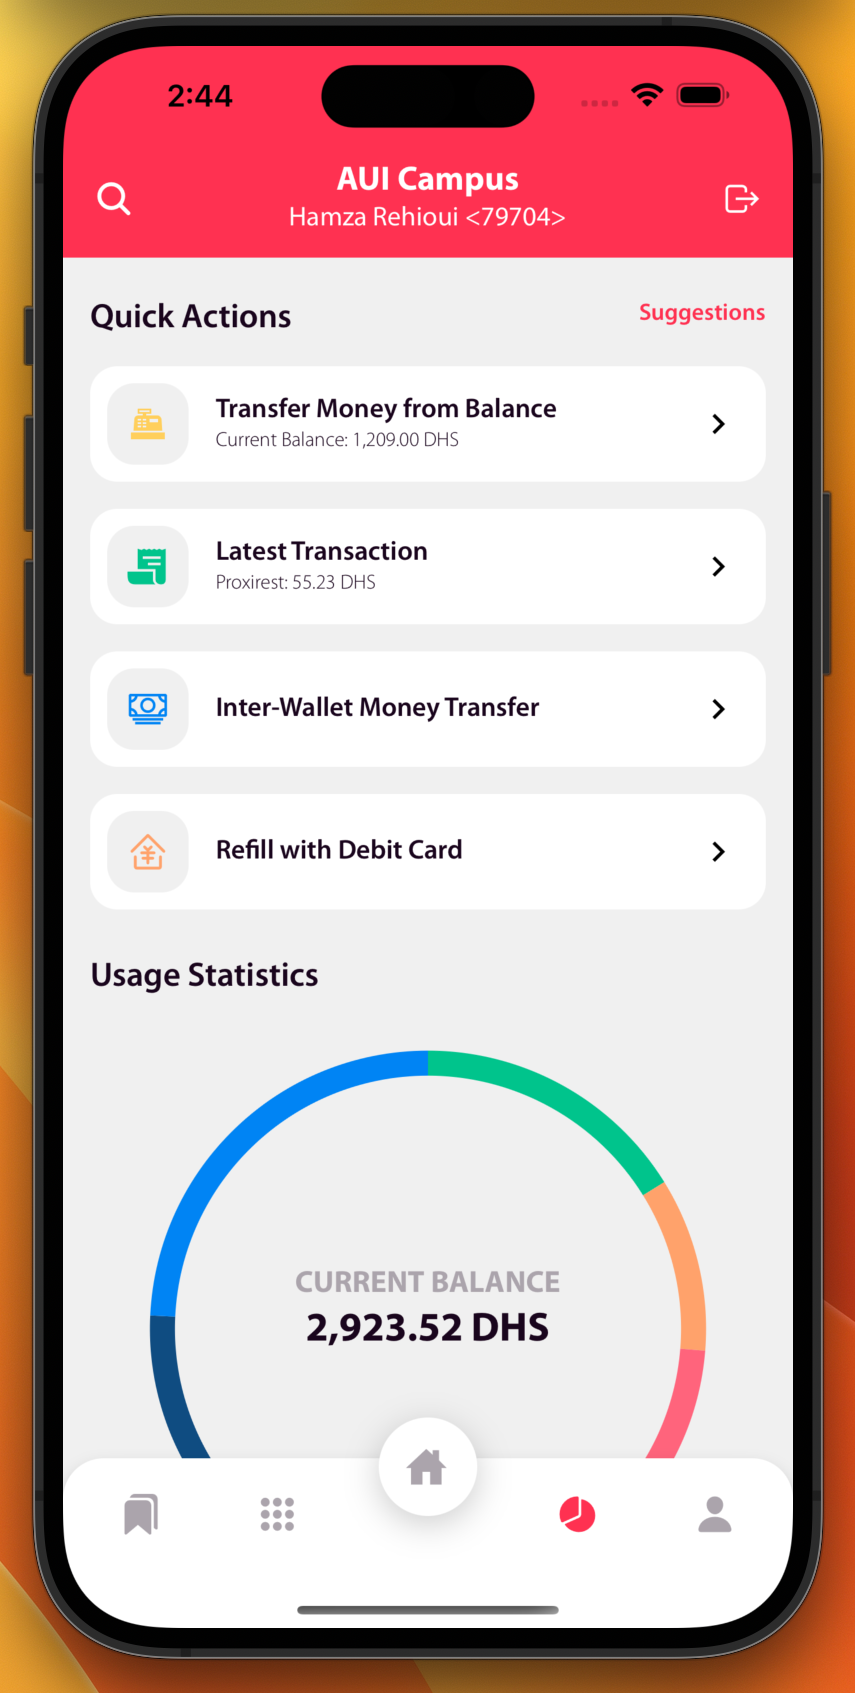 2:44
AUI Campus
Hamza Rehioui <79704>
Quick Actions
Suggestions
Transfer Money from Balance
Current Balance: 1,209.00 DHS
Latest Transaction
Proxirest: 55.23 DHS
Inter-Wallet Money Transfer
Refill with Debit Card
Usage Statistics
CURRENT BALANCE
2,923.52 DHS